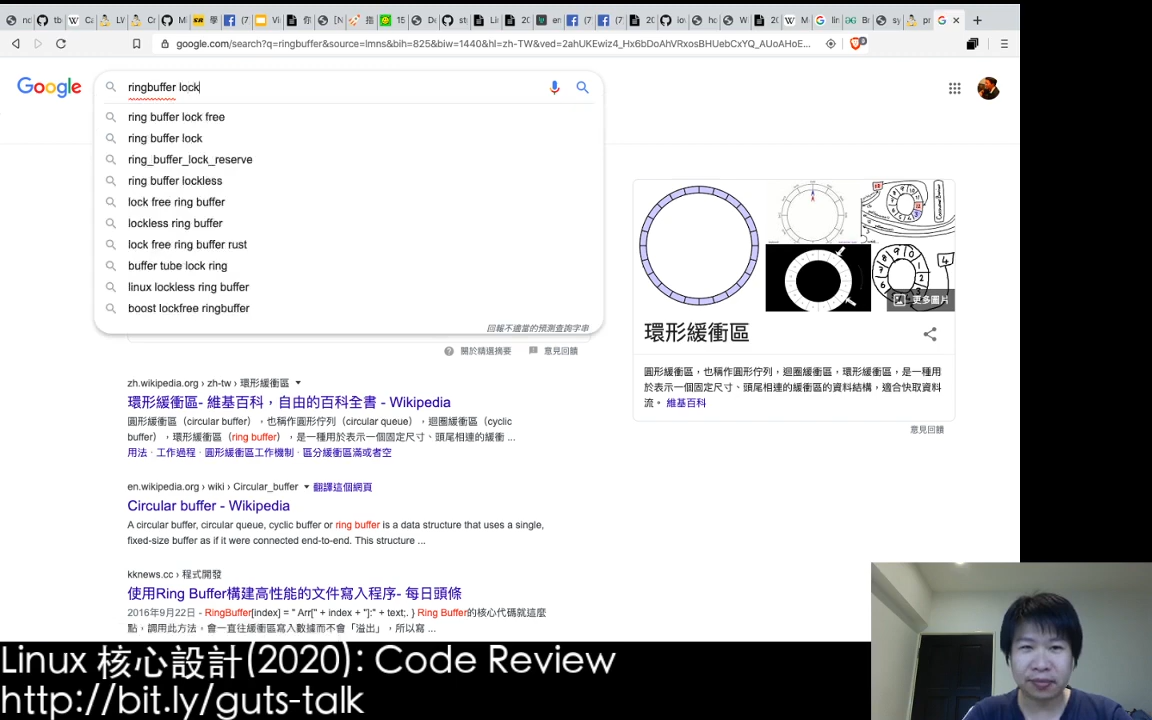 google.com/search?q=ringbuffer&source=lmns&bih=825&biw=1440&hl=zh-TW&ved=2ahUKEwiz4_Hx6bDoAhVRxosBHUebCxYQ_AUoAHoE...
Google
ringbuffer lock
ring buffer lock free
ring buffer lock
ring_buffer_lock_reserve
ring buffer lockless
lock free ring buffer
lockless ring buffer
lock free ring buffer rust
buffer tube lock ring
linux lockless ring buffer
boost lockfree ringbuffer
回報不適當的預測查詢字串
關於精選摘要
意見回饋
更多圖片
環形緩衝區
圓形緩衝區，也稱作圓形佇列，迴圈緩衝區，環形緩衝區，是一種用
於表示一個固定尺寸、頭尾相連的緩衝區的資料結構，適合快取資料
流。 維基百科
意見回饋
zh.wikipedia.org › zh-tw › 環形緩衝區
環形緩衝區- 維基百科，自由的百科全書 - Wikipedia
圓形緩衝區（circular buffer），也稱作圓形佇列（circular queue），迴圈緩衝區（cyclic
buffer），環形緩衝區（ring buffer），是一種用於表示一個固定尺寸、頭尾相連的緩衝 ...
用法 · 工作過程 · 圓形緩衝區工作機制 · 區分緩衝區滿或者空
en.wikipedia.org › wiki › Circular_buffer 翻譯這個網頁
Circular buffer - Wikipedia
A circular buffer, circular queue, cyclic buffer or ring buffer is a data structure that uses a single,
fixed-size buffer as if it were connected end-to-end. This structure ...
kknews.cc › 程式開發
使用Ring Buffer構建高性能的文件寫入程序- 每日頭條
2016年9月22日 - RingBuffer[index] = " Arr[" + index + "]:" + text;. } Ring Buffer的核心代碼就這麼
點，調用此方法，會一直往緩衝區寫入數據而不會「溢出」，所以寫 ...
Linux 核心設計(2020): Code Review
http://bit.ly/guts-talk